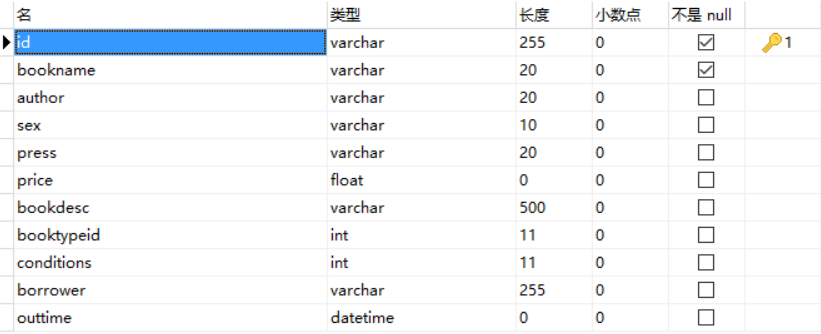 名 类型 长度 小数点 不是 null
id varchar 255 0 1
bookname varchar 20 0
author varchar 20 0
sex varchar 10 0
press varchar 20 0
price float 0 0
bookdesc varchar 500 0
booktypeid int 11 0
conditions int 11 0
borrower varchar 255 0
outtime datetime 0 0